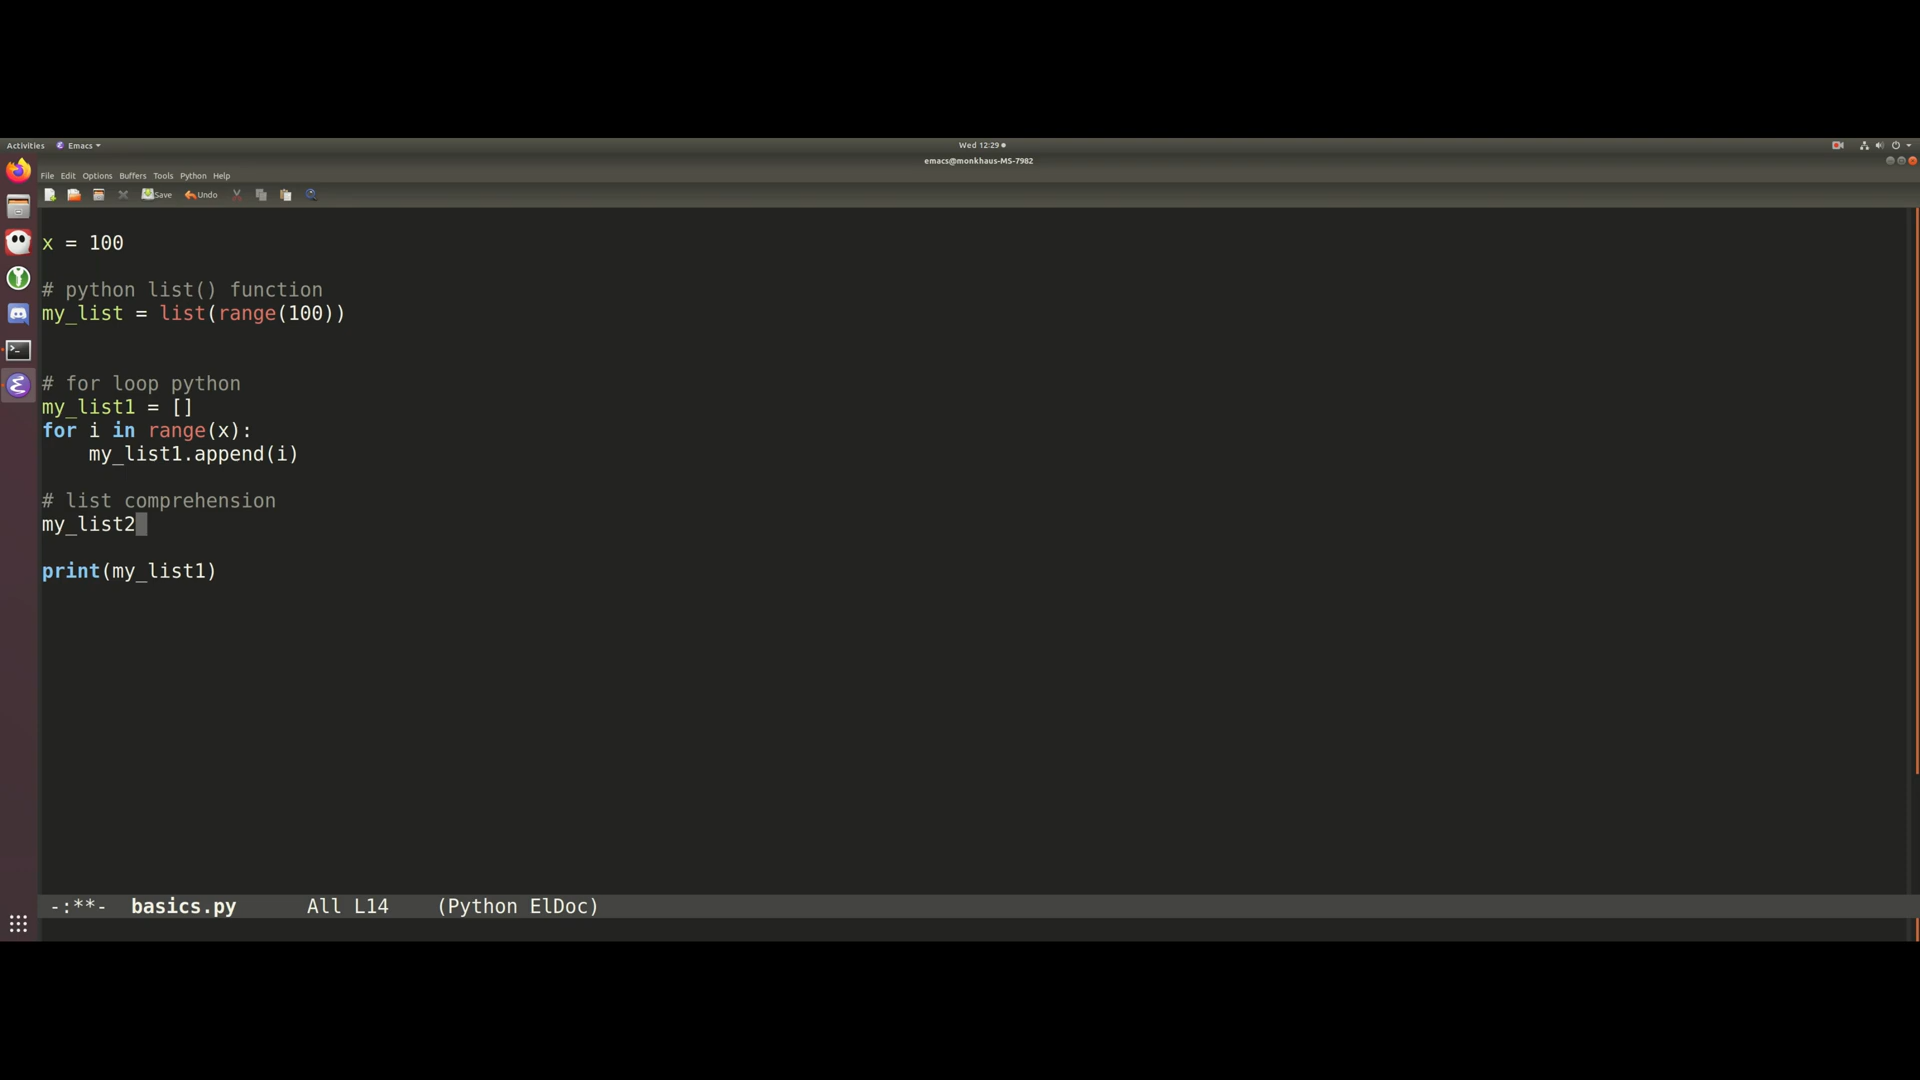 Activities Emacs Wed 12:29
emacs@monkhaus-MS-7982
File Edit Options Buffers Tools Python Help
Save Undo
x = 100
# python list() function
my_list = list(range(100))
# for loop python
my_list1 = []
for i in range(x):
    my_list1.append(i)
# list comprehension
my_list2
print(my_list1)
-:**- basics.py All L14 (Python ElDoc)